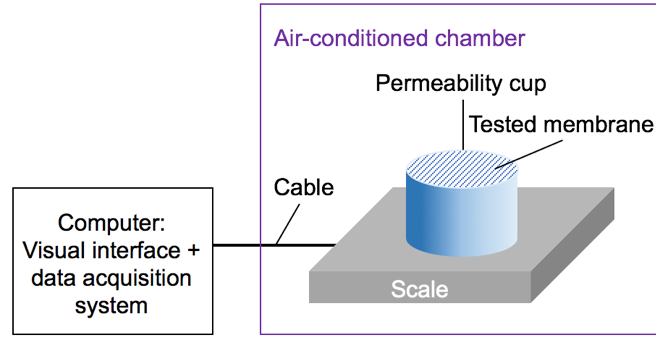 Air-conditioned chamber
Permeability cup
Tested membrane
Cable
Computer:
Visual interface +
data acquisition
system
Scale